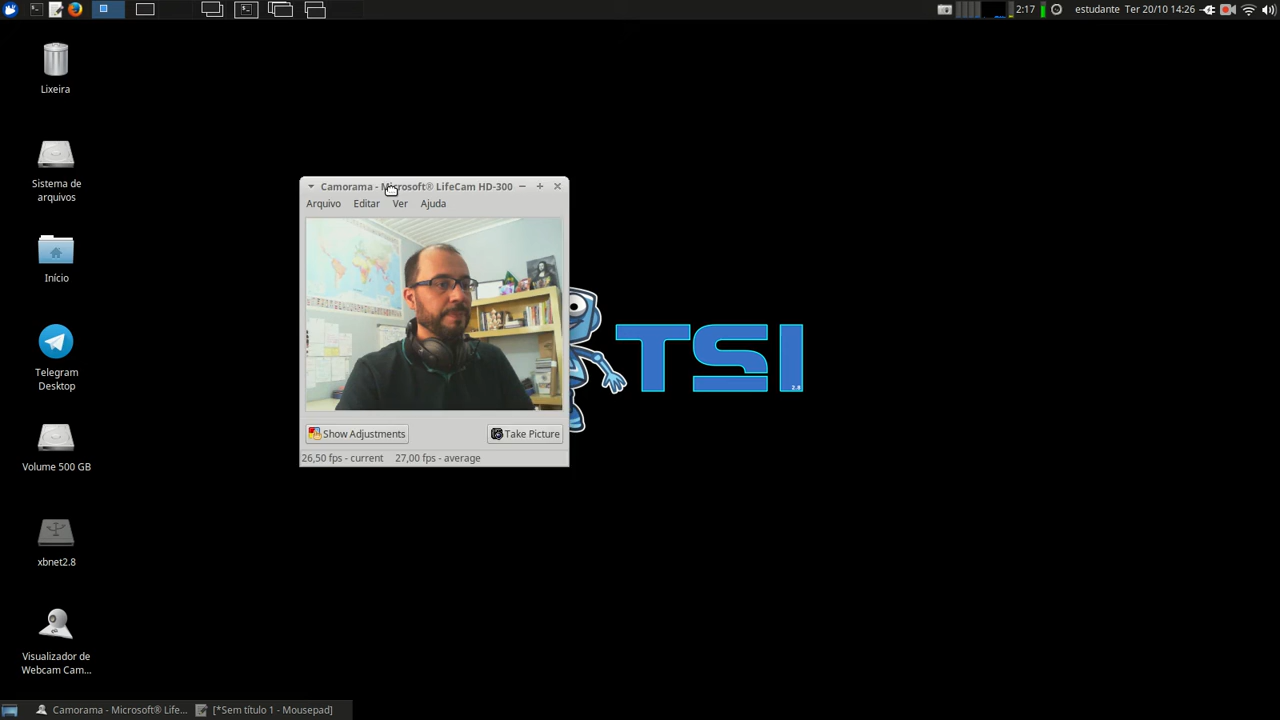 2:17 estudante Ter 20/10 14:26
Lixeira
Sistema de
arquivos
Início
Telegram
Desktop
Volume 500 GB
xbnet2.8
Visualizador de
Webcam Cam...
Camorama - Microsoft® LifeCam HD-300
Arquivo Editar Ver Ajuda
Show Adjustments Take Picture
26,50 fps - current 27,00 fps - average
TSI
2.8
Camorama - Microsoft® Life... [*Sem título 1 - Mousepad]